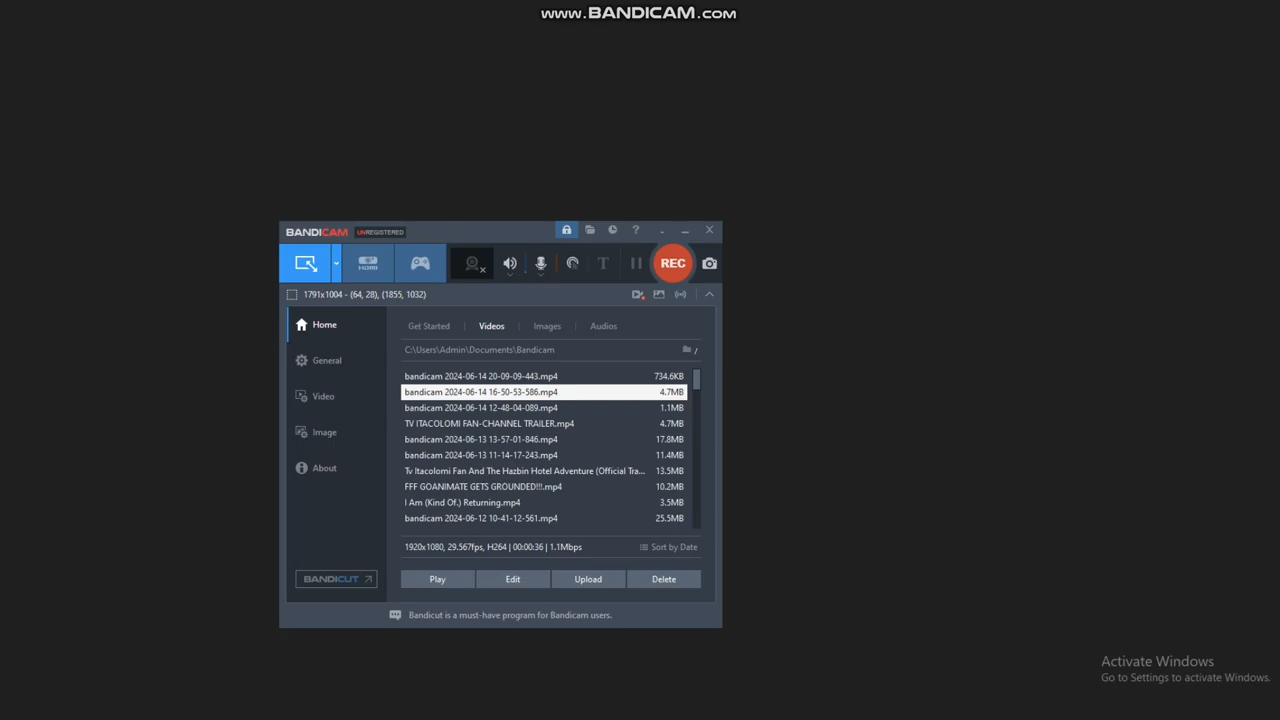 www.BANDICAM.com
BANDICAM UNREGISTERED ?
HDMI T REC
1791x1004 - (64, 28), (1855, 1032)
Home
General
Video
Image
About
BANDICUT
Get Started Videos Images Audios
C:\Users\Admin\Documents\Bandicam /
bandicam 2024-06-14 20-09-09-443.mp4 734.6KB
bandicam 2024-06-14 16-50-53-586.mp4 4.7MB
bandicam 2024-06-14 12-48-04-089.mp4 1.1MB
TV ITACOLOMI FAN-CHANNEL TRAILER.mp4 4.7MB
bandicam 2024-06-13 13-57-01-846.mp4 17.8MB
bandicam 2024-06-13 11-14-17-243.mp4 11.4MB
Tv Itacolomi Fan And The Hazbin Hotel Adventure (Official Tra... 13.5MB
FFF GOANIMATE GETS GROUNDED!!!.mp4 10.2MB
I Am (Kind Of.) Returning.mp4 3.5MB
bandicam 2024-06-12 10-41-12-561.mp4 25.5MB
1920x1080, 29.567fps, H264 | 00:00:36 | 1.1Mbps Sort by Date
Play Edit Upload Delete
Bandicut is a must-have program for Bandicam users.
Activate Windows
Go to Settings to activate Windows.